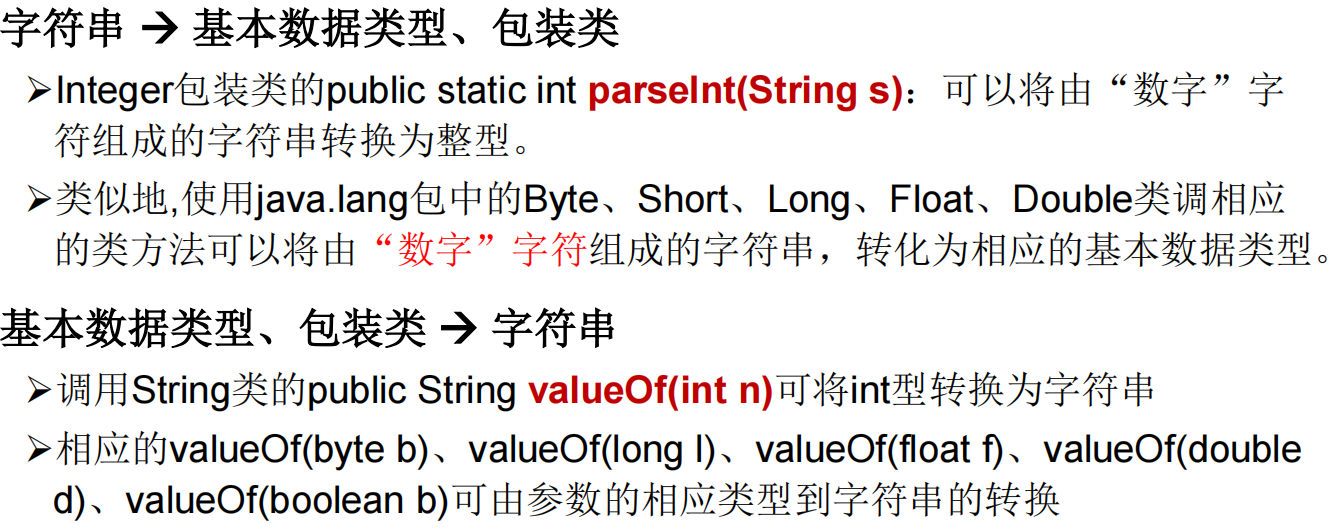 字符串 → 基本数据类型、包装类
➢Integer包装类的public static int parseInt(String s)：可以将由“数字”字
符组成的字符串转换为整型。
➢类似地,使用java.lang包中的Byte、Short、Long、Float、Double类调相应
的类方法可以将由“数字”字符组成的字符串，转化为相应的基本数据类型。
基本数据类型、包装类 → 字符串
➢调用String类的public String valueOf(int n)可将int型转换为字符串
➢相应的valueOf(byte b)、valueOf(long l)、valueOf(float f)、valueOf(double
d)、valueOf(boolean b)可由参数的相应类型到字符串的转换